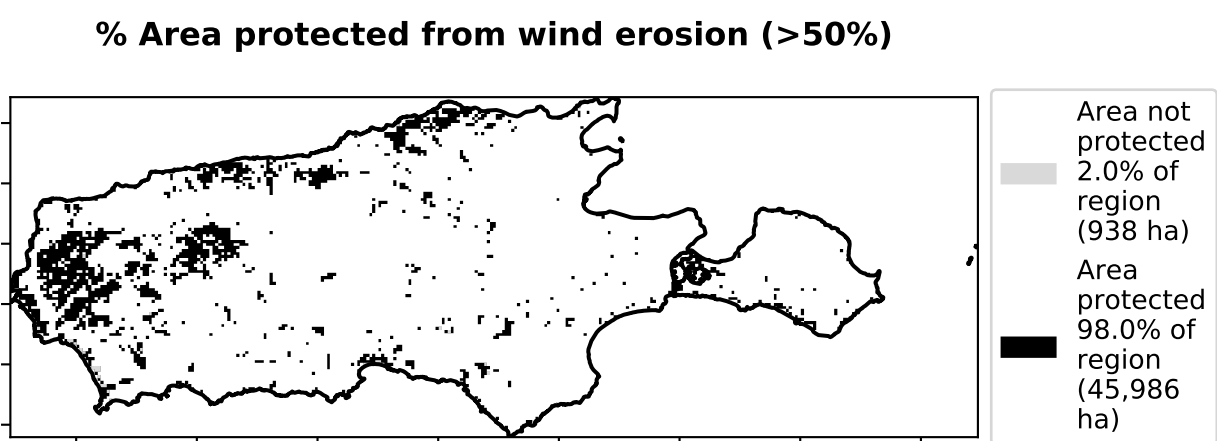 % Area protected from wind erosion (>50%)
Area not
protected
2.0% of
region
(938 ha)
Area
protected
98.0% of
region
(45,986
ha)